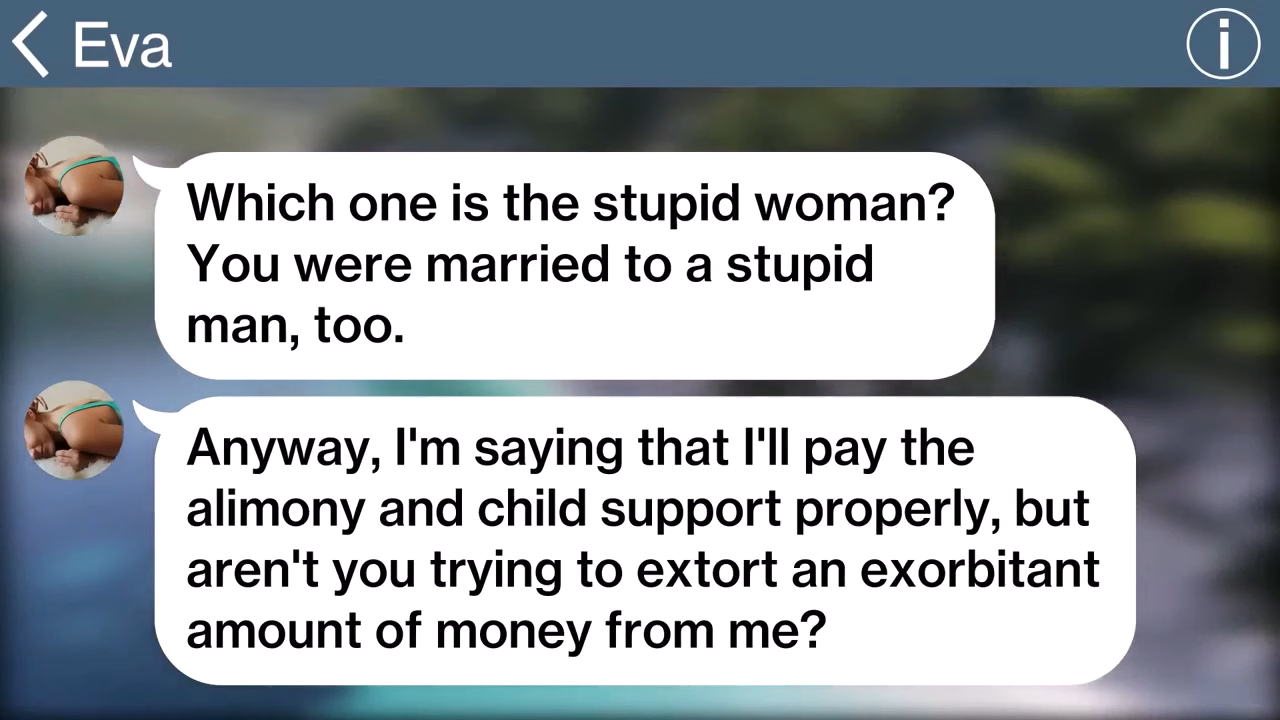 Eva
Which one is the stupid woman?
You were married to a stupid
man, too.
Anyway, I'm saying that I'll pay the
alimony and child support properly, but
aren't you trying to extort an exorbitant
amount of money from me?